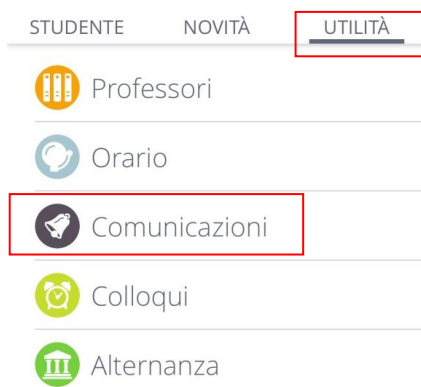 STUDENTE NOVITÀ UTILITÀ
Professori
Orario
Comunicazioni
Colloqui
Alternanza